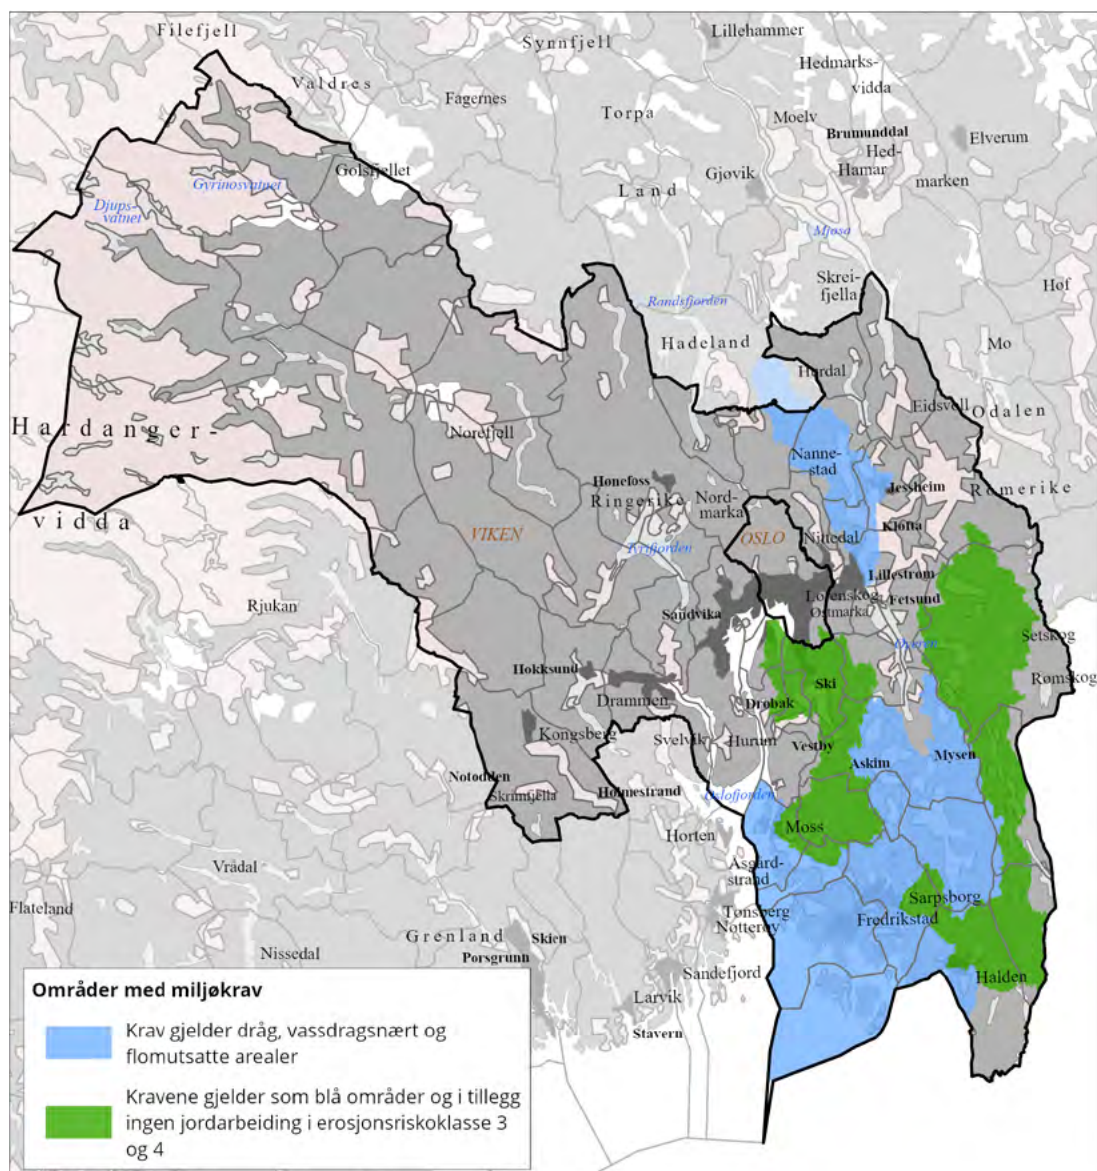 Filefjell
Synnfjell
Lillehammer
Hedmarks-
vidda
Valdres
Fagernes
Torpa
Moelv
Brumunddal
Elverum
Hed-
Hamar
marken
Golsfjellet
Gjøvik
Land
Gyrinosvatnet
Djups-
vatnet
Mjøsa
Skrei-
fjella
Hof
Randsfjorden
Hadeland
Mo
Hurdal
Eidsvoll
Odalen
Hardanger-
vidda
Norefjell
Nanne-
stad
Hønefoss
Ringerike
Nord-
marka
Jessheim
Romerike
VIKEN
OSLO
Nittedal
Kløfta
Tyrifjorden
Lillestrøm
Rjukan
Sandvika
Lørenskog
Østmarka
Fetsund
Øyeren
Setskog
Hokksund
Rømskog
Ski
Drammen
Drøbak
Kongsberg
Svelvik
Hurum
Vestby
Mysen
Askim
Notodden
Skrimfjella
Holmestrand
Oslofjorden
Moss
Horten
Vrådal
Åsgård-
strand
Sarpsborg
Flateland
Tønsberg
Fredrikstad
Nøtterøy
Grenland
Skien
Nissedal
Porsgrunn
Sandefjord
Halden
Larvik
Stavern
Områder med miljøkrav
Krav gjelder dråg, vassdragsnært og
flomutsatte arealer
Kravene gjelder som blå områder og i tillegg
ingen jordarbeiding i erosjonsriskoklasse 3
og 4